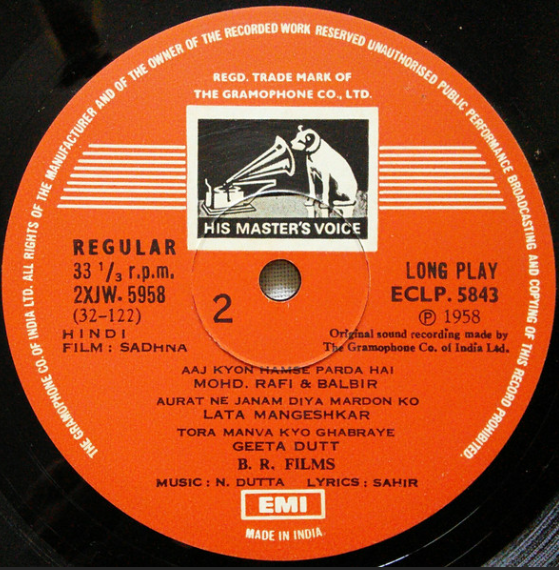 THE GRAMOPHONE CO. OF INDIA LTD. ALL RIGHTS OF THE MANUFACTURER AND OF THE OWNER OF THE RECORDED WORK RESERVED UNAUTHORISED PUBLIC PERFORMANCE BROADCASTING AND COPYING OF THIS RECORD PROHIBITED.
REGD. TRADE MARK OF
THE GRAMOPHONE CO., LTD.
HIS MASTER'S VOICE
REGULAR
33 1/3 r.p.m.
2XJW. 5958
(32-122)
HINDI
FILM : SADHNA
2
LONG PLAY
ECLP. 5843
℗ 1958
Original sound recording made by
The Gramophone Co. of India Ltd.
AAJ KYON HAMSE PARDA HAI
MOHD. RAFI & BALBIR
AURAT NE JANAM DIYA MARDON KO
LATA MANGESHKAR
TORA MANVA KYO GHABRAYE
GEETA DUTT
B. R. FILMS
MUSIC : N. DUTTA LYRICS : SAHIR
EMI
MADE IN INDIA